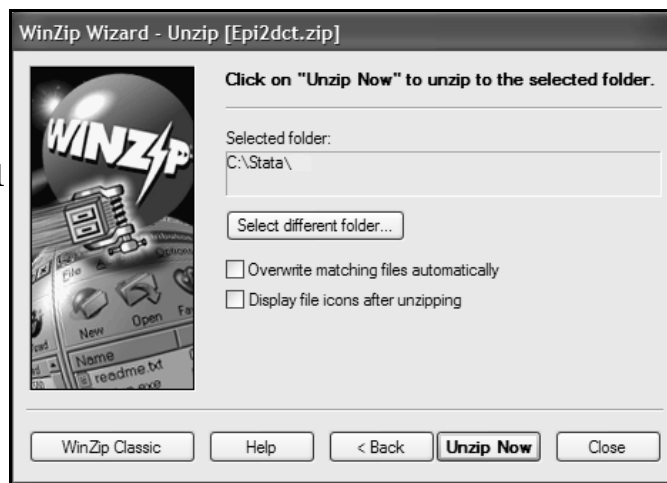 WinZip Wizard - Unzip [Epi2dct.zip]
Click on "Unzip Now" to unzip to the selected folder.
WINZIP
Selected folder:
C:\Stata\
Select different folder...
Overwrite matching files automatically
Display file icons after unzipping
File
Options
New
Open
Name
readme.txt
WinZip Classic
Help
< Back
Unzip Now
Close